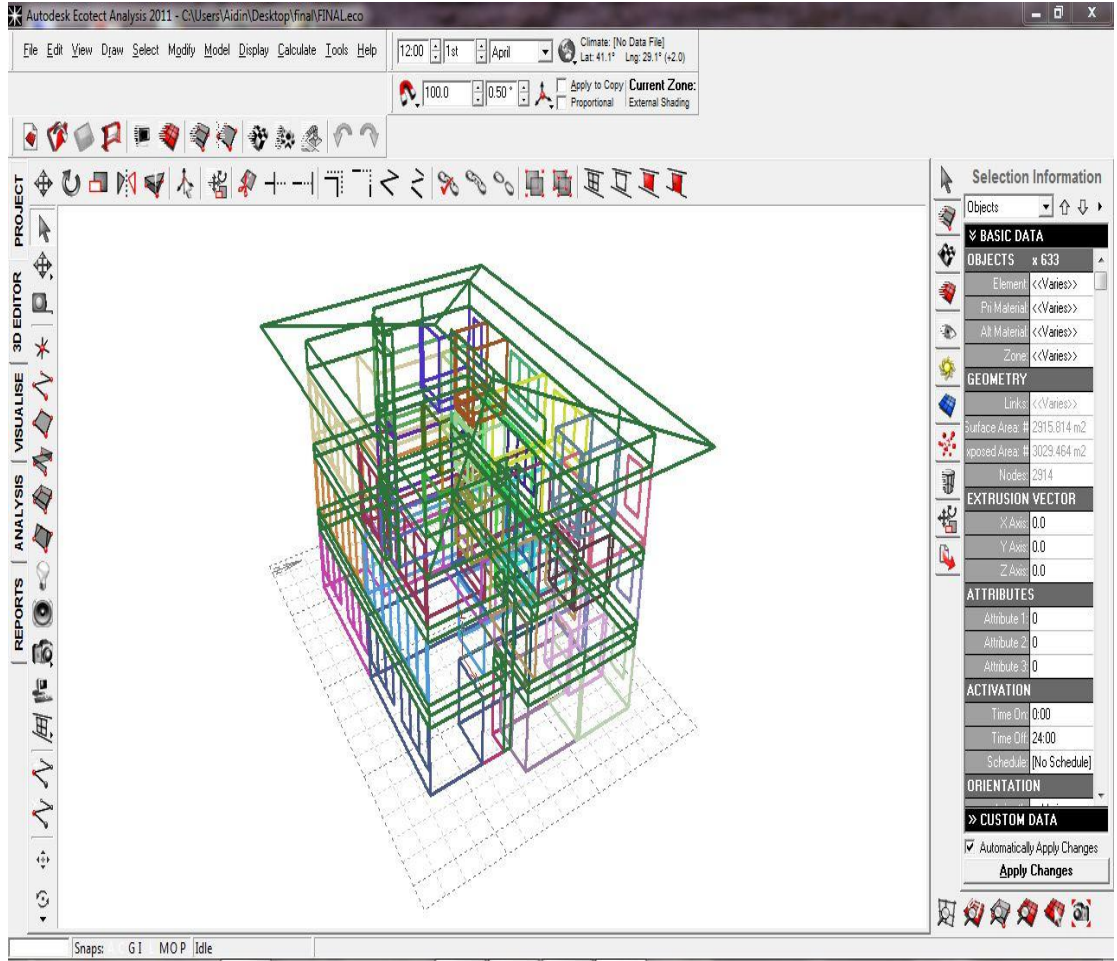 Autodesk Ecotect Analysis 2011 - C:\Users\Aidin\Desktop\final\FINAL.eco
X
File Edit View Draw Select Modify Model Display Calculate Tools Help
12:00 1st April
Climate: [No Data File]
Lat: 41.1° Lng: 29.1° (+2.0)
100.0 0.50 °
Apply to Copy
Proportional
Current Zone:
External Shading
PROJECT
3D EDITOR
VISUALISE
ANALYSIS
REPORTS
Selection Information
Objects
BASIC DATA
OBJECTS x 633
Element: <<Varies>>
Pri Material: <<Varies>>
Alt Material: <<Varies>>
Zone: <<Varies>>
GEOMETRY
Links: <<Varies>>
Surface Area: # 2915.814 m2
xposed Area: # 3029.464 m2
Nodes: 2914
EXTRUSION VECTOR
X Axis: 0.0
Y Axis: 0.0
Z Axis: 0.0
ATTRIBUTES
Attribute 1: 0
Attribute 2: 0
Attribute 3: 0
ACTIVATION
Time On: 0:00
Time Off: 24:00
Schedule: [No Schedule]
ORIENTATION
CUSTOM DATA
Automatically Apply Changes
Apply Changes
Snaps: G I M O P Idle